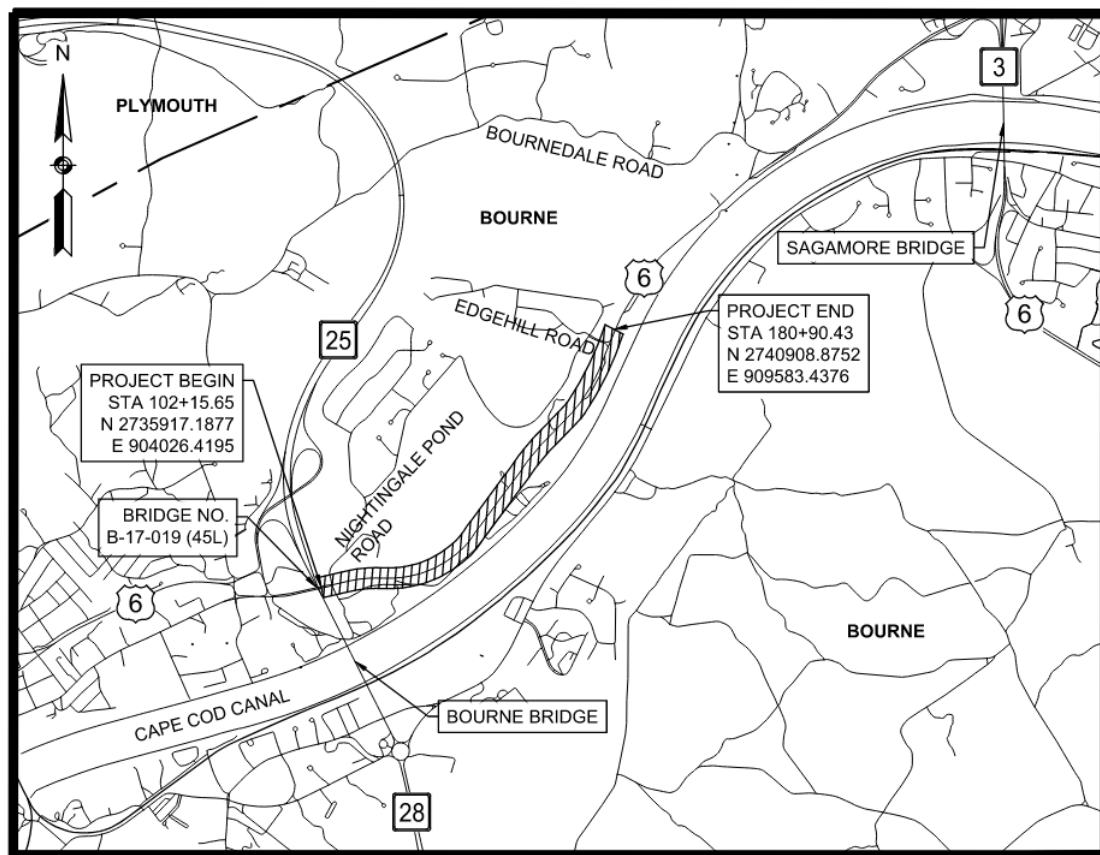 N
PLYMOUTH
3
BOURNEDALE ROAD
BOURNE
SAGAMORE BRIDGE
6
6
EDGEHILL ROAD
PROJECT END
STA 180+90.43
N 2740908.8752
E 909583.4376
25
PROJECT BEGIN
STA 102+15.65
N 2735917.1877
E 904026.4195
NIGHTINGALE POND
ROAD
BRIDGE NO.
B-17-019 (45L)
6
BOURNE
CAPE COD CANAL
BOURNE BRIDGE
28